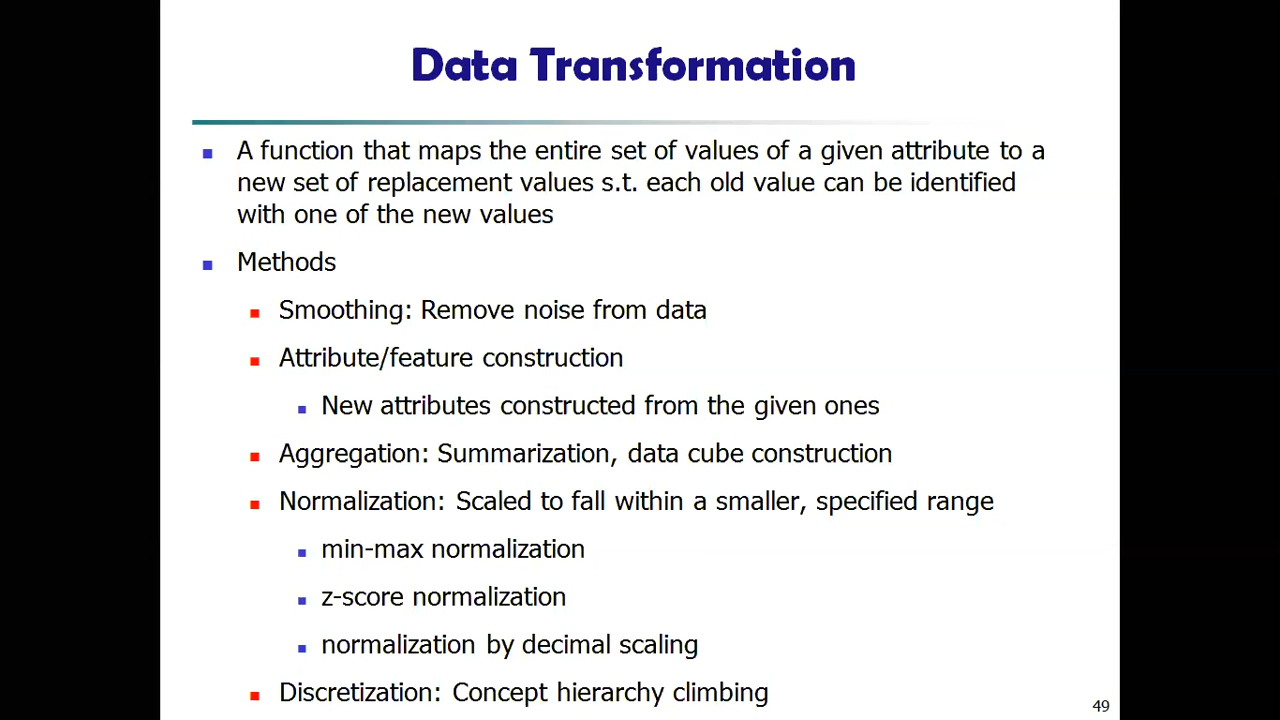 Data Transformation
A function that maps the entire set of values of a given attribute to a
new set of replacement values s.t. each old value can be identified
with one of the new values
Methods
Smoothing: Remove noise from data
Attribute/feature construction
New attributes constructed from the given ones
Aggregation: Summarization, data cube construction
Normalization: Scaled to fall within a smaller, specified range
min-max normalization
z-score normalization
normalization by decimal scaling
Discretization: Concept hierarchy climbing
49